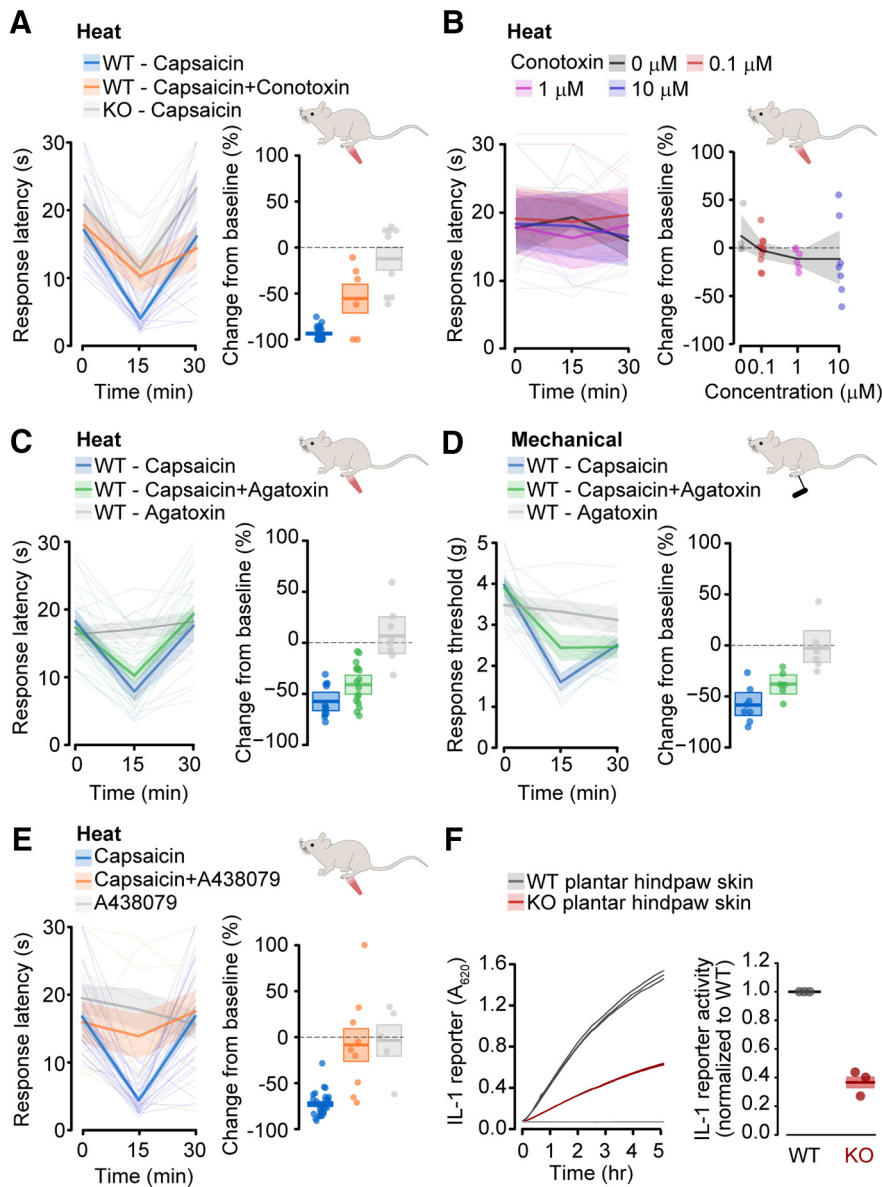 A
Heat
WT - Capsaicin
WT - Capsaicin+Conotoxin
KO - Capsaicin
Response latency (s)
30
20
10
0
0 15 30
Time (min)
Change from baseline (%)
100
50
0
-50
-100
B
Heat
Conotoxin 0 μM 0.1 μM
1 μM 10 μM
Response latency (s)
30
20
10
0
0 15 30
Time (min)
Change from baseline (%)
100
50
0
-50
-100
0 0.1 1 10
Concentration (μM)
C
Heat
WT - Capsaicin
WT - Capsaicin+Agatoxin
WT - Agatoxin
Response latency (s)
30
20
10
0
0 15 30
Time (min)
Change from baseline (%)
100
50
0
−50
−100
D
Mechanical
WT - Capsaicin
WT - Capsaicin+Agatoxin
WT - Agatoxin
Response threshold (g)
5
4
3
2
1
0
0 15 30
Time (min)
Change from baseline (%)
100
50
0
−50
−100
E
Heat
Capsaicin
Capsaicin+A438079
A438079
Response latency (s)
30
20
10
0
0 15 30
Time (min)
Change from baseline (%)
100
50
0
-50
-100
F
WT plantar hindpaw skin
KO plantar hindpaw skin
IL-1 reporter (A620)
1.6
1.2
0.8
0.4
0.0
0 1 2 3 4 5
Time (hr)
IL-1 reporter activity
(normalized to WT)
1.2
1.0
0.8
0.6
0.4
0.2
0
WT KO